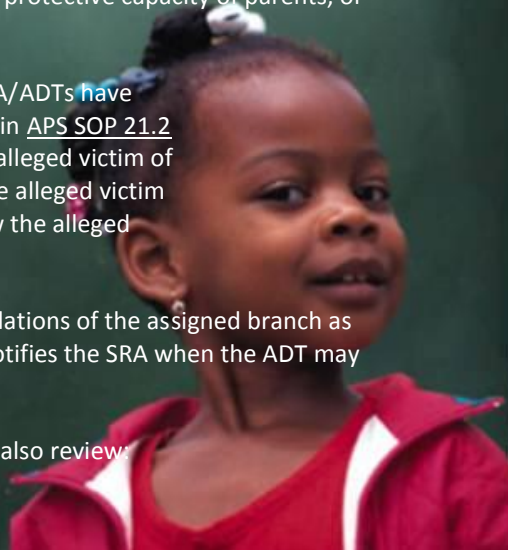 protective capacity of parents, or
A/ADTs have
in APS SOP 21.2
alleged victim of
e alleged victim
the alleged
lations of the assigned branch as
otifies the SRA when the ADT may
also review: